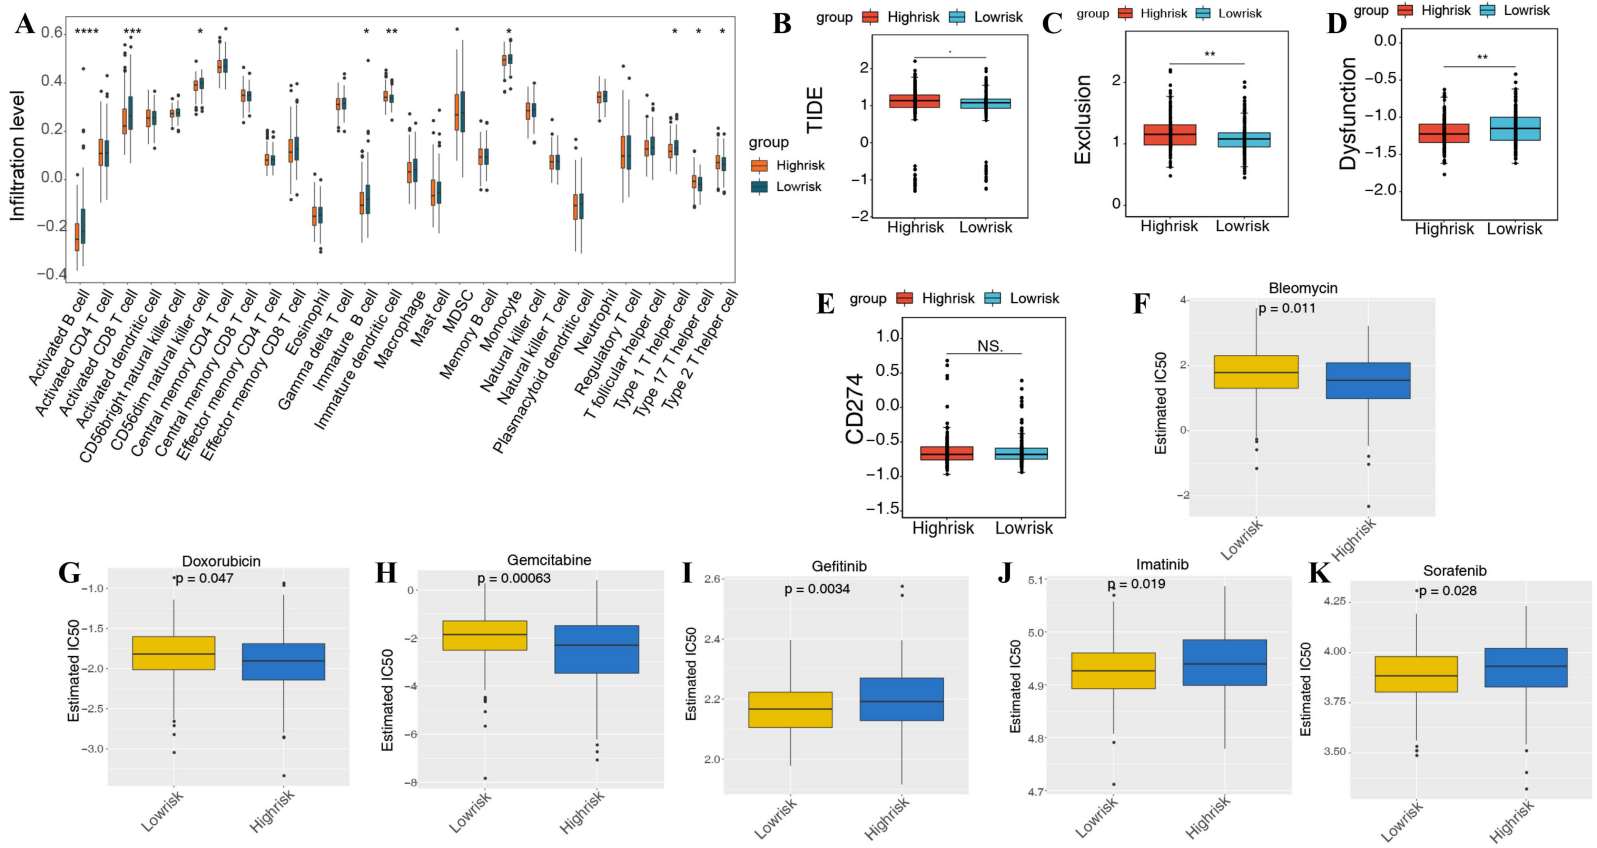 A
Infiltration level
0.6
0.4
0.2
0.0
−0.2
−0.4
****
***
*
*
**
*
*
*
*
group
Highrisk
Lowrisk
Activated B cell
Activated CD4 T cell
Activated CD8 T cell
Activated dendritic cell
CD56bright natural killer cell
CD56dim natural killer cell
Central memory CD4 T cell
Central memory CD8 T cell
Effector memory CD4 T cell
Effector memory CD8 T cell
Eosinophil
Gamma delta T cell
Immature B cell
Immature dendritic cell
Macrophage
Mast cell
MDSC
Memory B cell
Monocyte
Natural killer cell
Natural killer T cell
Plasmacytoid dendritic cell
Neutrophil
Regulatory T cell
T follicular helper cell
Type 1 T helper cell
Type 17 T helper cell
Type 2 T helper cell
B
group Highrisk Lowrisk
TIDE
2
1
0
−1
−2
Highrisk Lowrisk
C
group Highrisk Lowrisk
Exclusion
2
1
0
**
Highrisk Lowrisk
D
group Highrisk Lowrisk
Dysfunction
0.0
−0.5
−1.0
−1.5
−2.0
**
Highrisk Lowrisk
E
group Highrisk Lowrisk
CD274
1.0
0.5
0.0
−0.5
−1.0
−1.5
NS.
Highrisk Lowrisk
F
Bleomycin
p = 0.011
Estimated IC50
4
2
0
−2
Lowrisk
Highrisk
G
Doxorubicin
p = 0.047
Estimated IC50
−1.0
−1.5
−2.0
−2.5
−3.0
Lowrisk
Highrisk
H
Gemcitabine
p = 0.00063
Estimated IC50
0
−2
−4
−6
−8
Lowrisk
Highrisk
I
Gefitinib
p = 0.0034
Estimated IC50
2.6
2.4
2.2
2.0
Lowrisk
Highrisk
J
Imatinib
p = 0.019
Estimated IC50
5.1
5.0
4.9
4.8
4.7
Lowrisk
Highrisk
K
Sorafenib
p = 0.028
Estimated IC50
4.25
4.00
3.75
3.50
Lowrisk
Highrisk